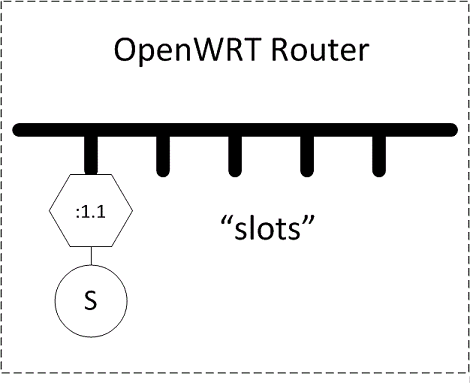 OpenWRT Router
:1.1
“slots”
S